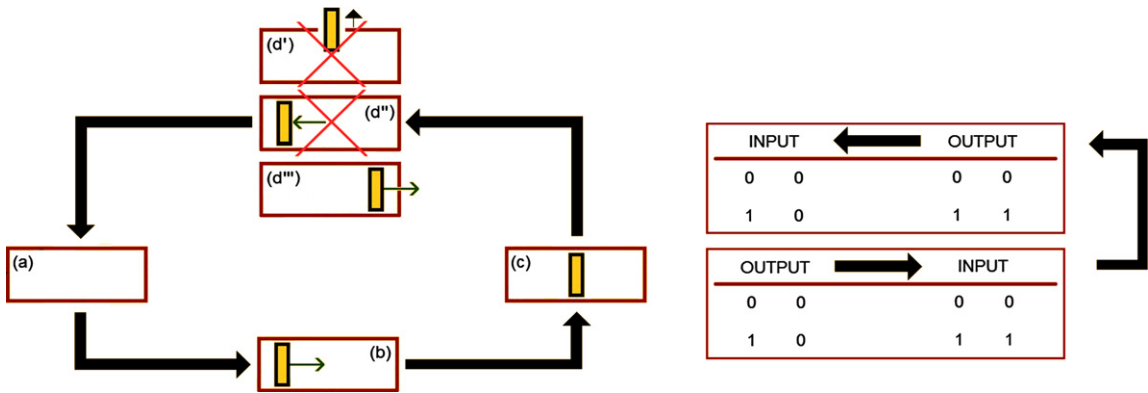 (d')
(d'')
(d''')
(a)
(c)
(b)
INPUT OUTPUT
0 0 0 0
1 0 1 1
OUTPUT INPUT
0 0 0 0
1 0 1 1